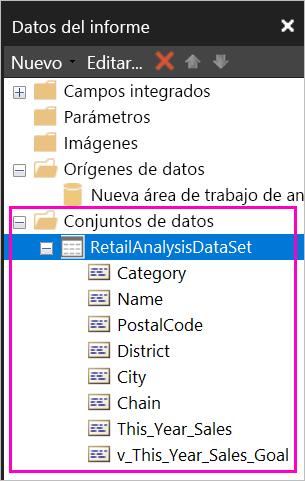 Datos del informe
Nuevo Editar...
Campos integrados
Parámetros
Imágenes
Orígenes de datos
Nueva área de trabajo de an
Conjuntos de datos
RetailAnalysisDataSet
Category
Name
PostalCode
District
City
Chain
This_Year_Sales
v_This_Year_Sales_Goal